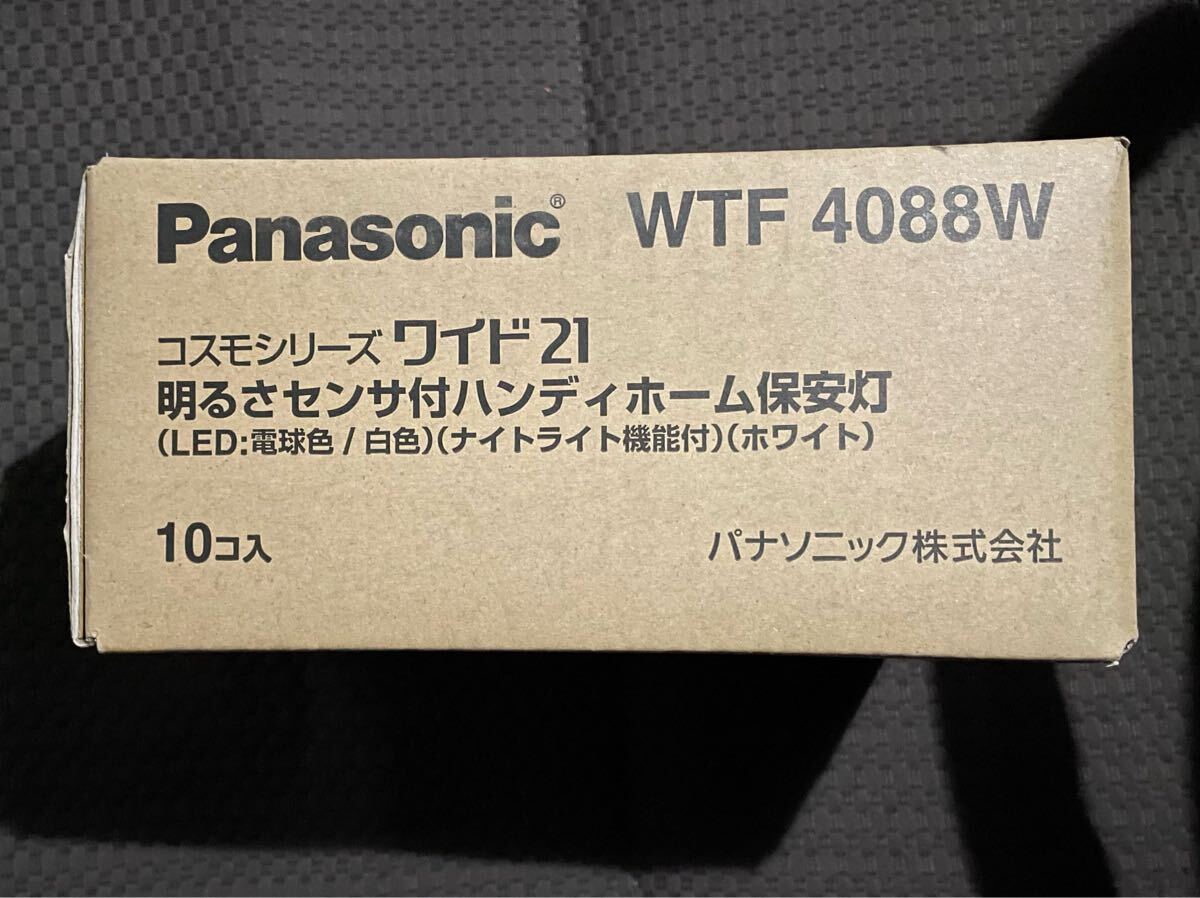 Panasonic® WTF 4088W
コスモシリーズ ワイド21
明るさセンサ付ハンディホーム保安灯
(LED:電球色/白色)(ナイトライト機能付)(ホワイト)
10コ入 パナソニック株式会社